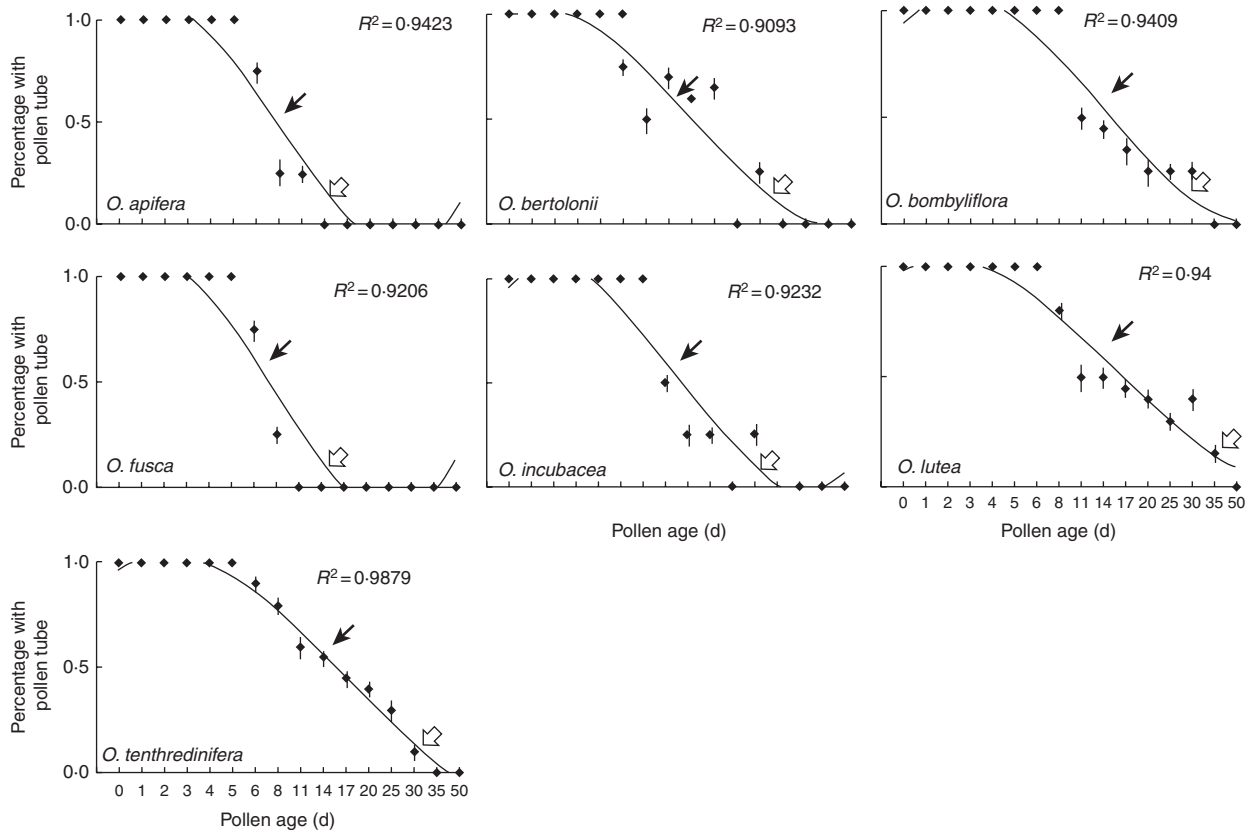 Percentage with
pollen tube
1·0
0·5
0·0
R² = 0·9423
O. apifera
R² = 0·9093
O. bertolonii
R² = 0·9409
O. bombyliflora
Percentage with
pollen tube
1·0
0·5
0·0
R² = 0·9206
O. fusca
R² = 0·9232
O. incubacea
Pollen age (d)
R² = 0·94
O. lutea
0 1 2 3 4 5 6 8 11 14 17 20 25 30 35 50
Pollen age (d)
Percentage with
pollen tube
1·0
0·5
0·0
R² = 0·9879
O. tenthredinifera
0 1 2 3 4 5 6 8 11 14 17 20 25 30 35 50
Pollen age (d)